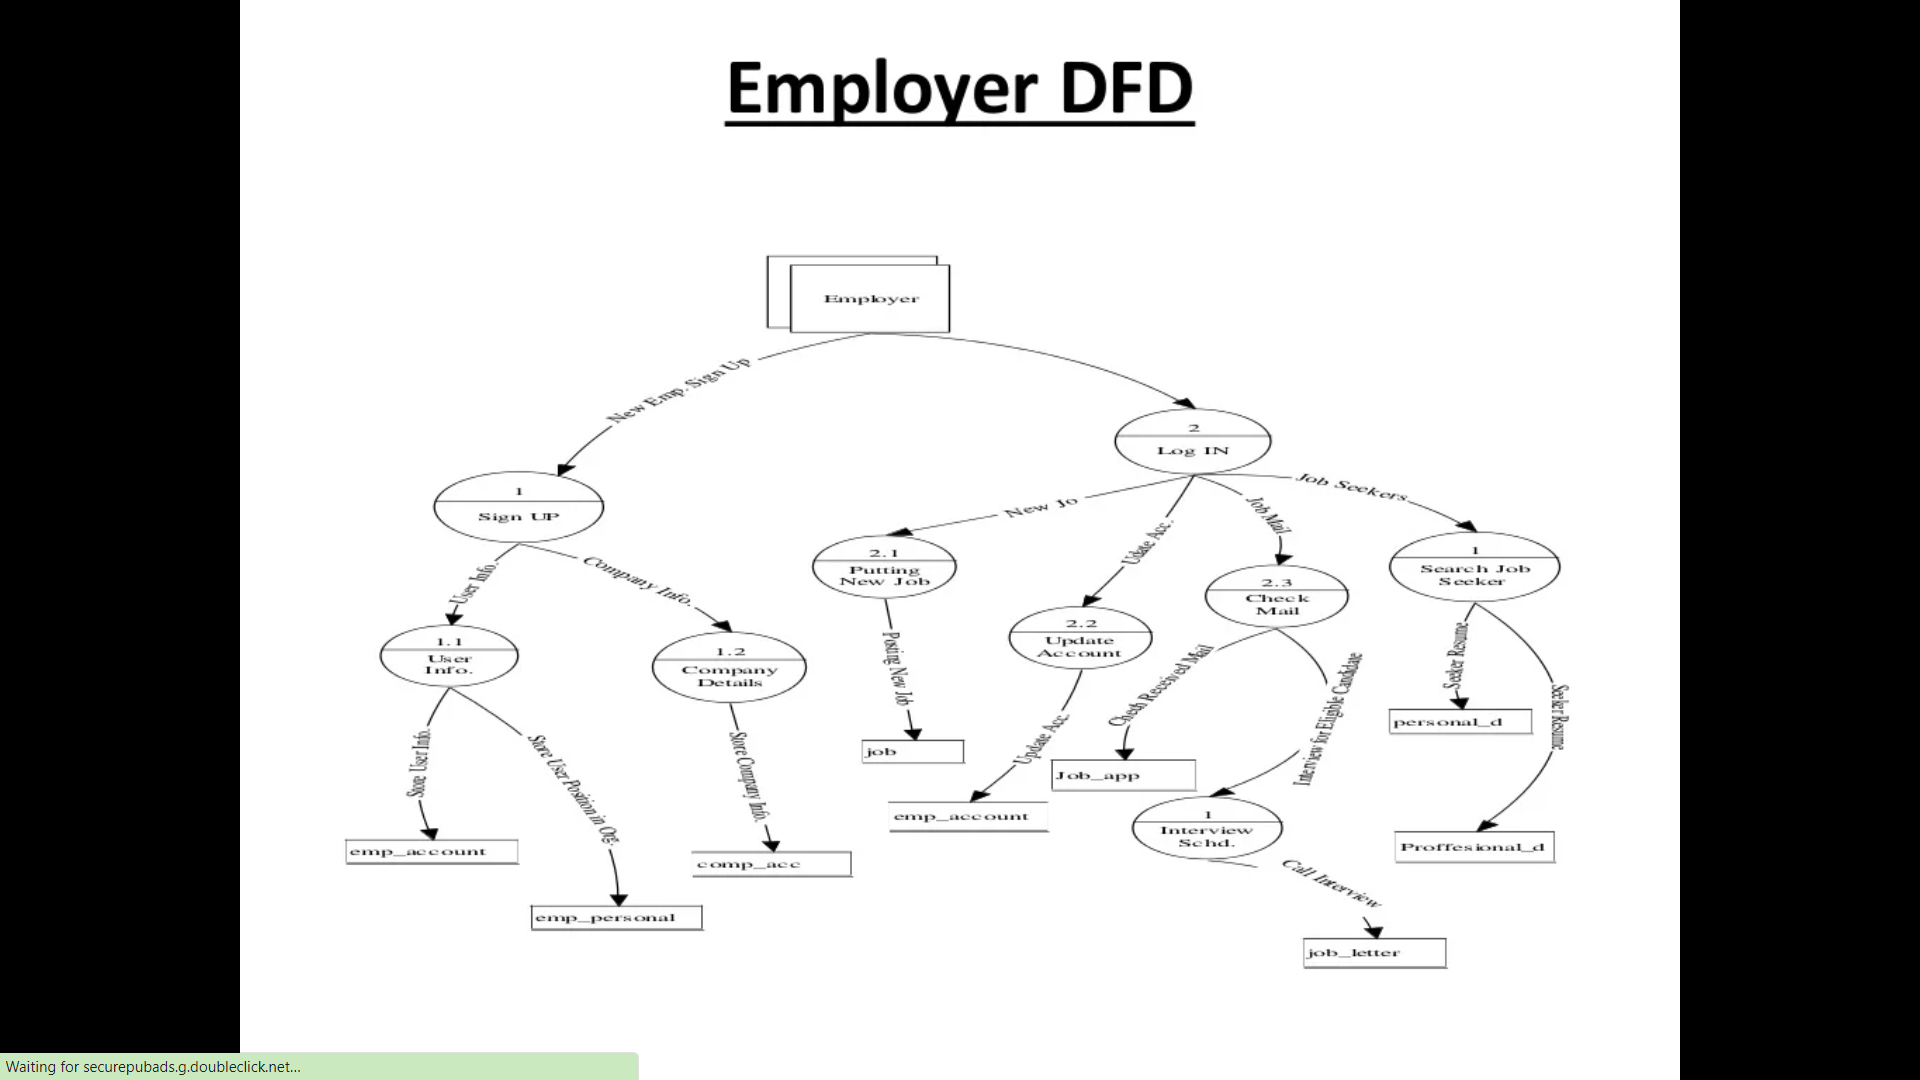 Employer DFD
Employer
New Emp. Sign Up
2
Log IN
1
Sign UP
New Jo
Udate Acc.
Job Mail
Job Seekers
2.1
Putting
New Job
1
Search Job
Seeker
2.3
Check
Mail
User Info.
Company Info.
1.1
User
Info.
1.2
Company
Details
2.2
Update
Account
Posting New Job
Check Received Mail
Interview for Eligible Candidate
Seeker Resume
Seeker Resume
personal_d
Store User Info.
Store User Position in Org.
Store Company Info.
Update Acc.
job
Job_app
emp_account
1
Interview
Schd.
Proffesional_d
emp_account
comp_acc
Call Interview
emp_personal
job_letter
Waiting for securepubads.g.doubleclick.net...